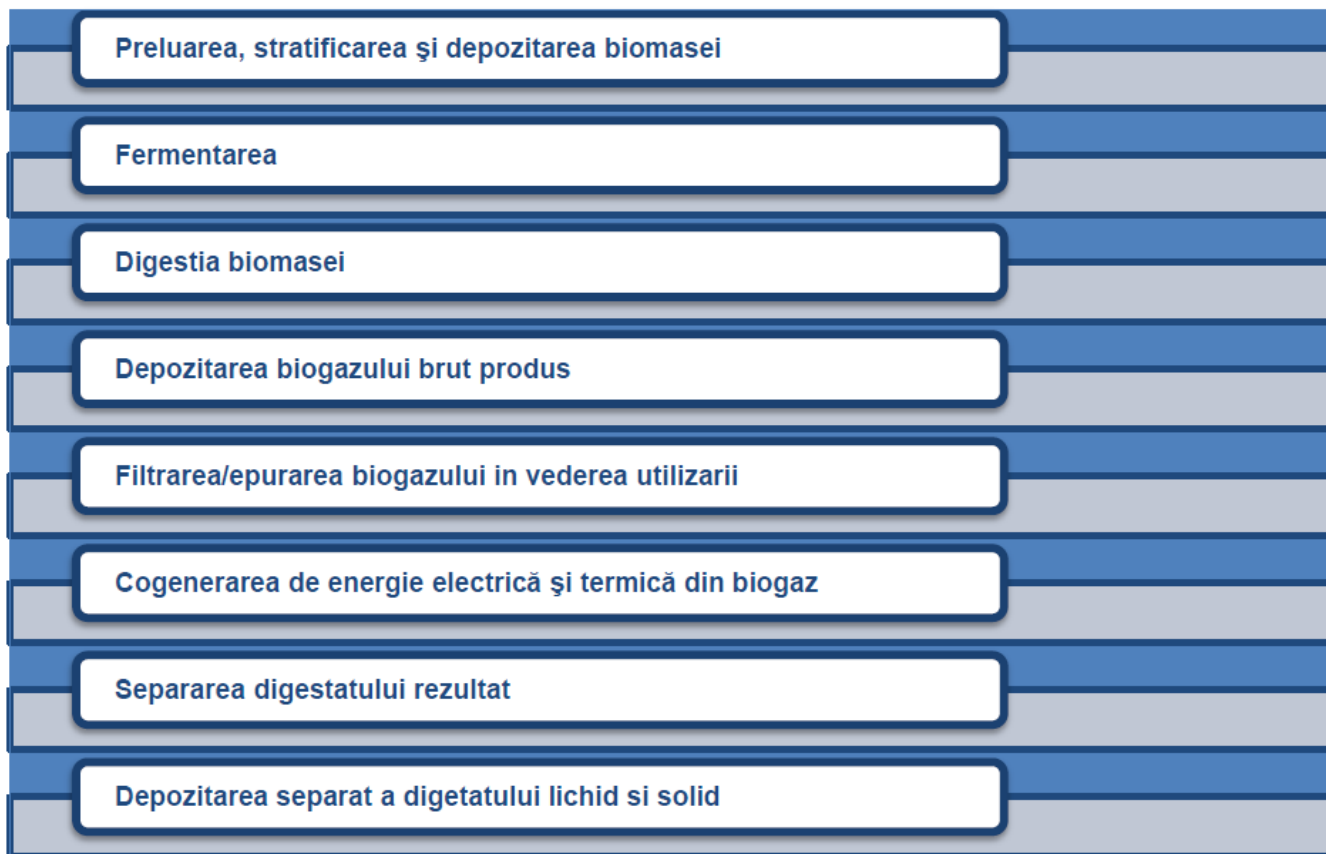 Preluarea, stratificarea şi depozitarea biomasei
Fermentarea
Digestia biomasei
Depozitarea biogazului brut produs
Filtrarea/epurarea biogazului in vederea utilizarii
Cogenerarea de energie electrică şi termică din biogaz
Separarea digestatului rezultat
Depozitarea separat a digetatului lichid si solid